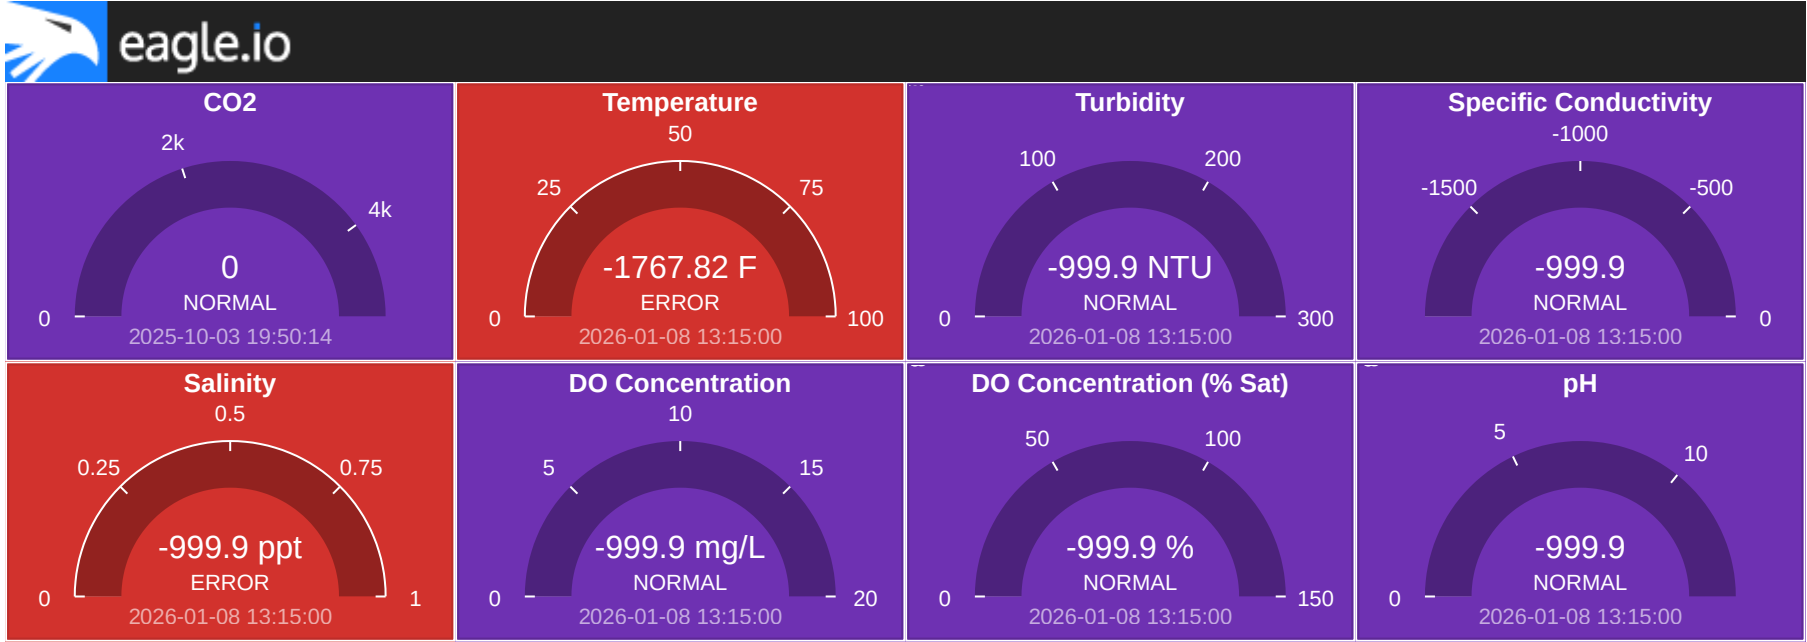 eagle.io
CO2
2k
4k
0
0
NORMAL
2025-10-03 19:50:14
Temperature
50
25
75
-1767.82 F
ERROR
0
100
2026-01-08 13:15:00
Turbidity
100
200
-999.9 NTU
NORMAL
0
300
2026-01-08 13:15:00
Specific Conductivity
-1000
-1500
-500
-999.9
NORMAL
0
2026-01-08 13:15:00
Salinity
0.5
0.25
0.75
-999.9 ppt
ERROR
0
1
2026-01-08 13:15:00
DO Concentration
10
5
15
-999.9 mg/L
NORMAL
0
20
2026-01-08 13:15:00
DO Concentration (% Sat)
50
100
-999.9 %
NORMAL
0
150
2026-01-08 13:15:00
pH
5
10
-999.9
NORMAL
0
2026-01-08 13:15:00